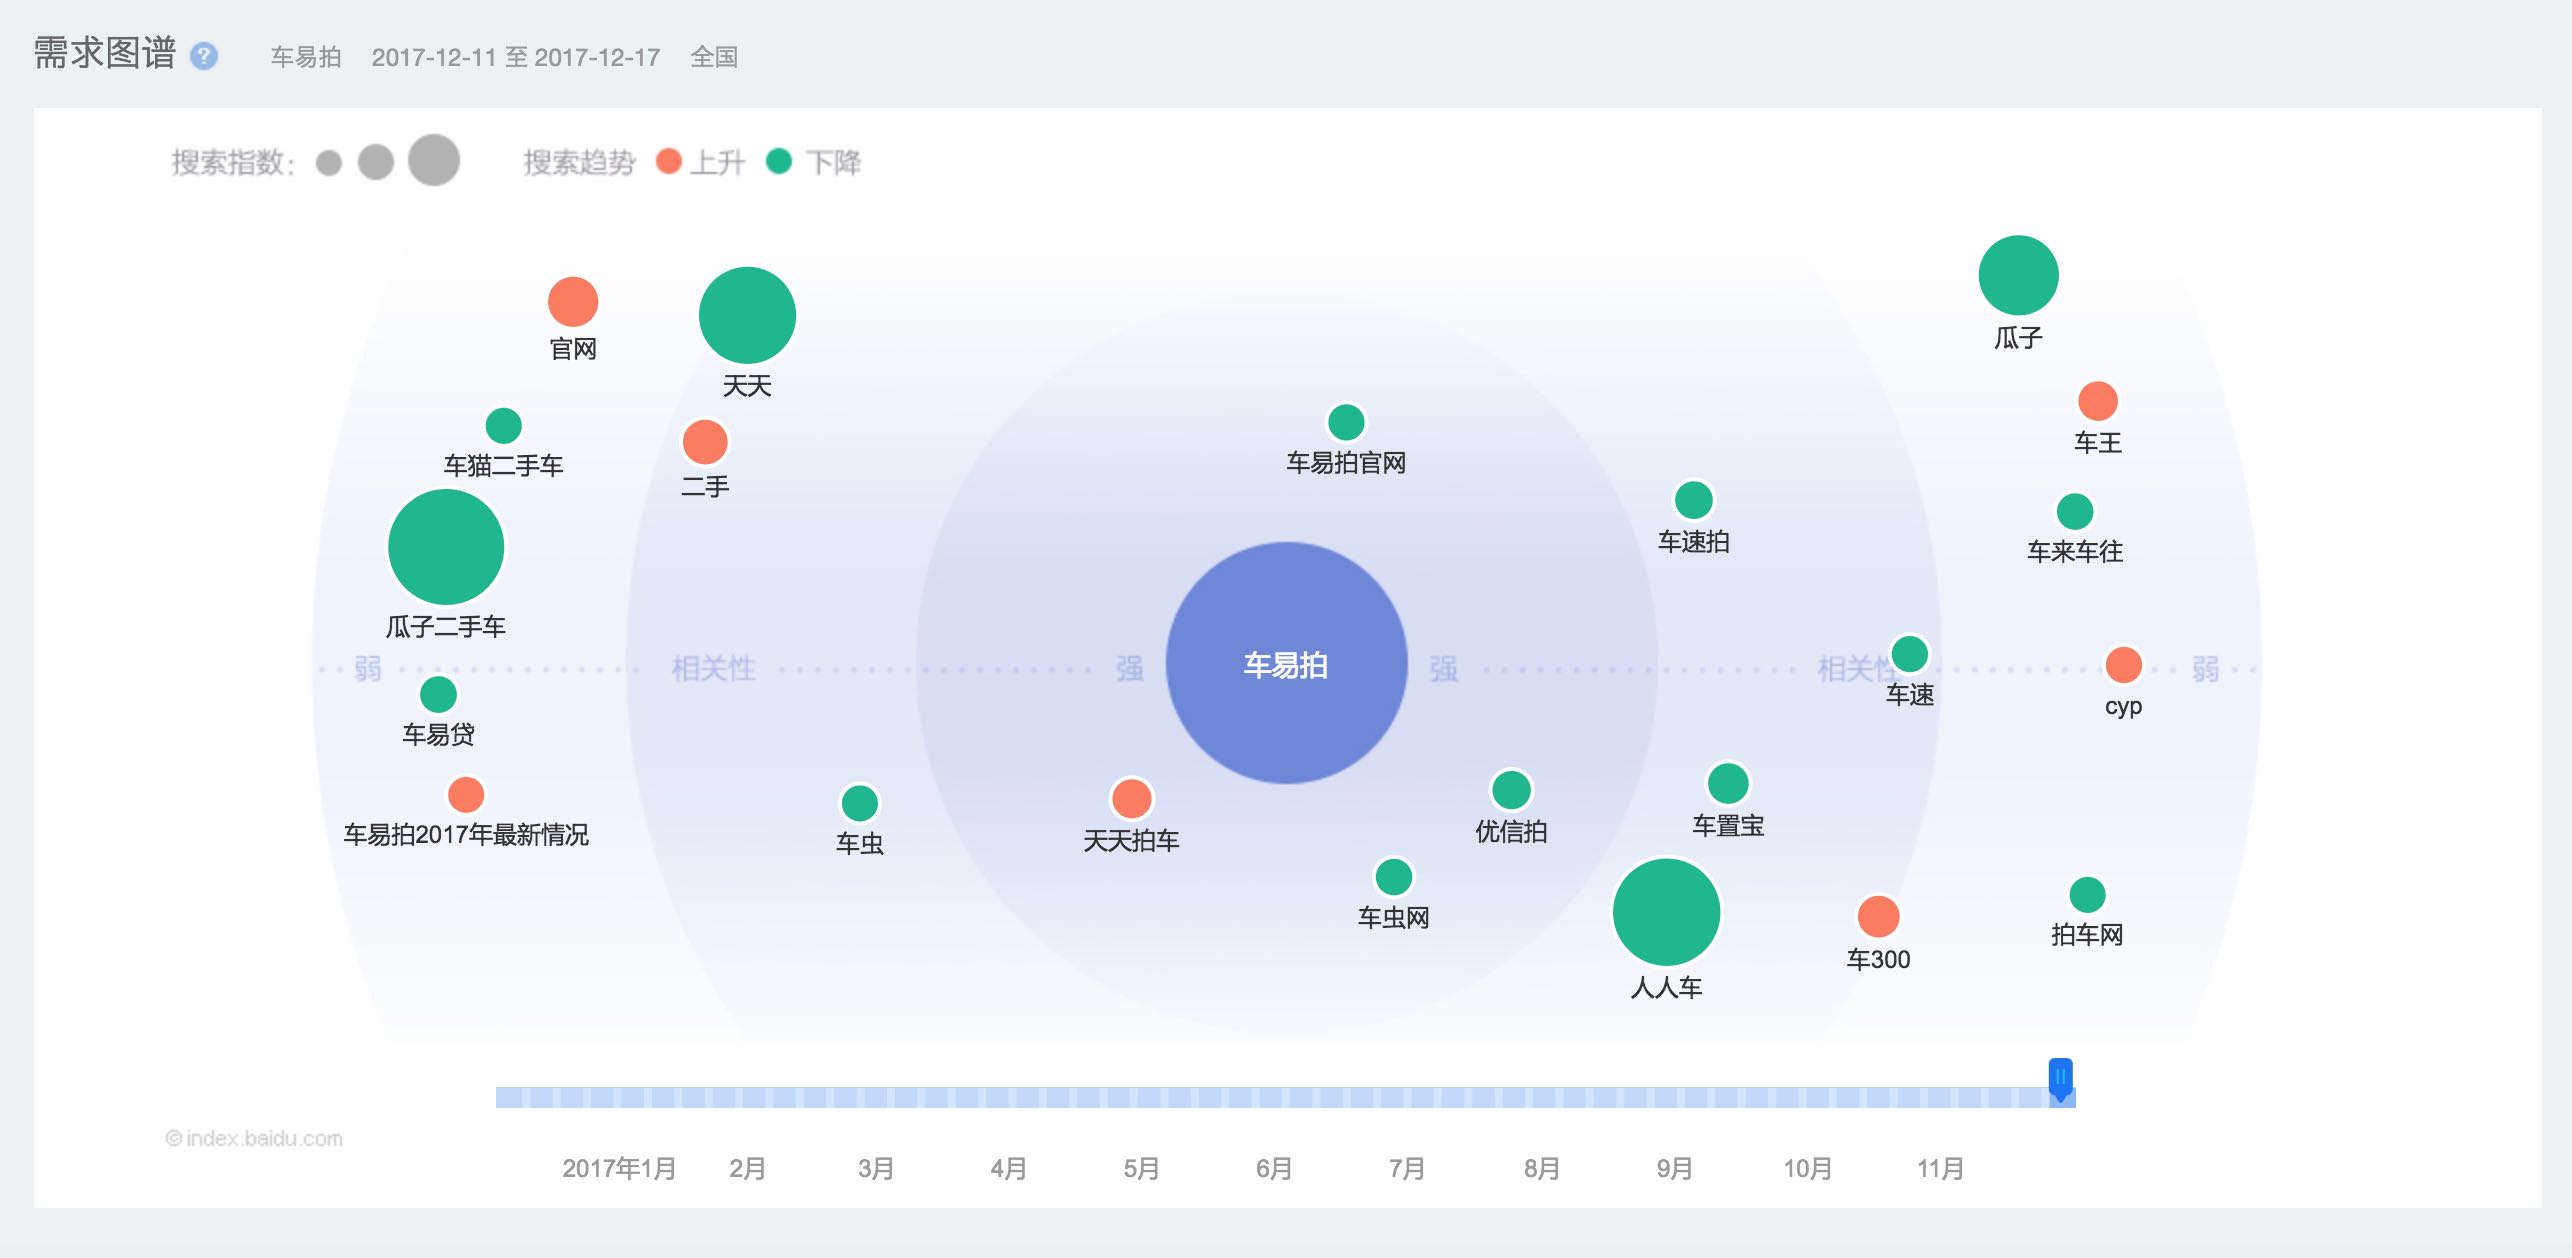 需求图谱 ? 车易拍 2017-12-11 至 2017-12-17 全国
搜索指数: 搜索趋势 上升 下降
官网
天天
瓜子
车猫二手车
二手
车易拍官网
车王
车速拍
车来车往
瓜子二手车
弱 相关性 强 车易拍 强 相关性 弱
车速
cyp
车易贷
车易拍2017年最新情况
车虫
天天拍车
优信拍
车置宝
车虫网
人人车
车300
拍车网
© index.baidu.com
2017年1月 2月 3月 4月 5月 6月 7月 8月 9月 10月 11月